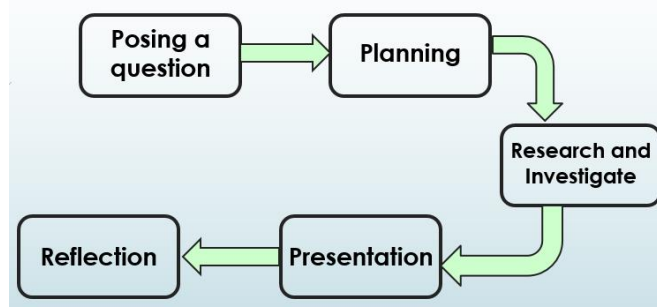 Posing a
question
Planning
Research and
Investigate
Presentation
Reflection